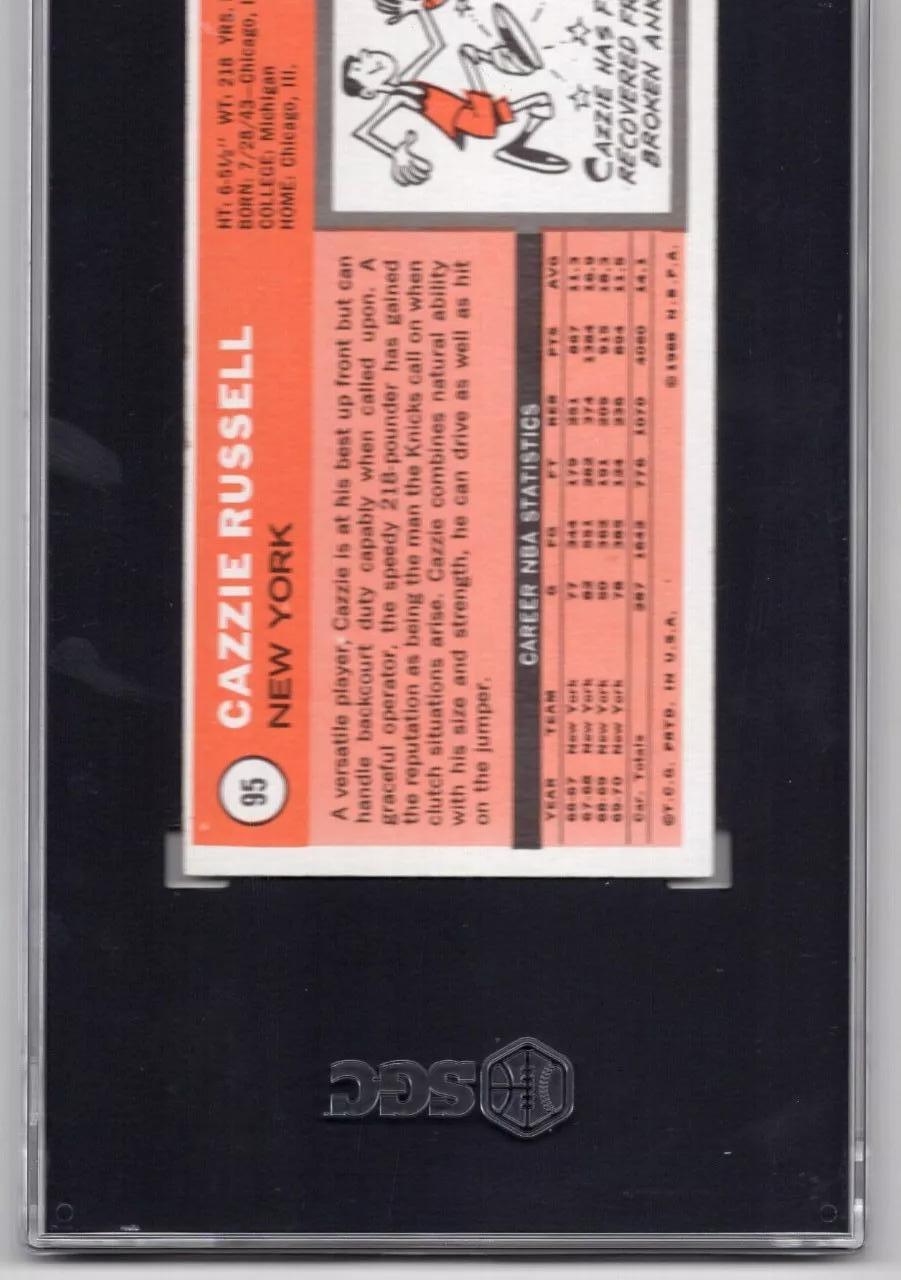 95
CAZZIE RUSSELL
NEW YORK
HT: 6-5½" WT: 218 YRS.
BORN: 7/28/43—Chicago,
COLLEGE: Michigan
HOME: Chicago, Ill.
A versatile player, Cazzie is at his best up front but can
handle backcourt duty capably when called upon. A
graceful operator, the speedy 218-pounder has gained
the reputation as being the man the Knicks call on when
clutch situations arise. Cazzie combines natural ability
with his size and strength, he can drive as well as hit
on the jumper.
CAZZIE HAS
RECOVERED
BROKEN
CAREER NBA STATISTICS
YEAR TEAM G FG FT REB PTS AVG
66-67 New York 77 344 179 251 867 11.3
67-68 New York 82 551 282 374 1384 16.9
68-69 New York 50 362 191 209 915 18.3
69-70 New York 78 385 124 236 894 11.5
Car. Totals 287 1642 776 1070 4060 14.1
©T.C.G. PRTD. IN U.S.A. ©1968 N.B.P.A.
SGC